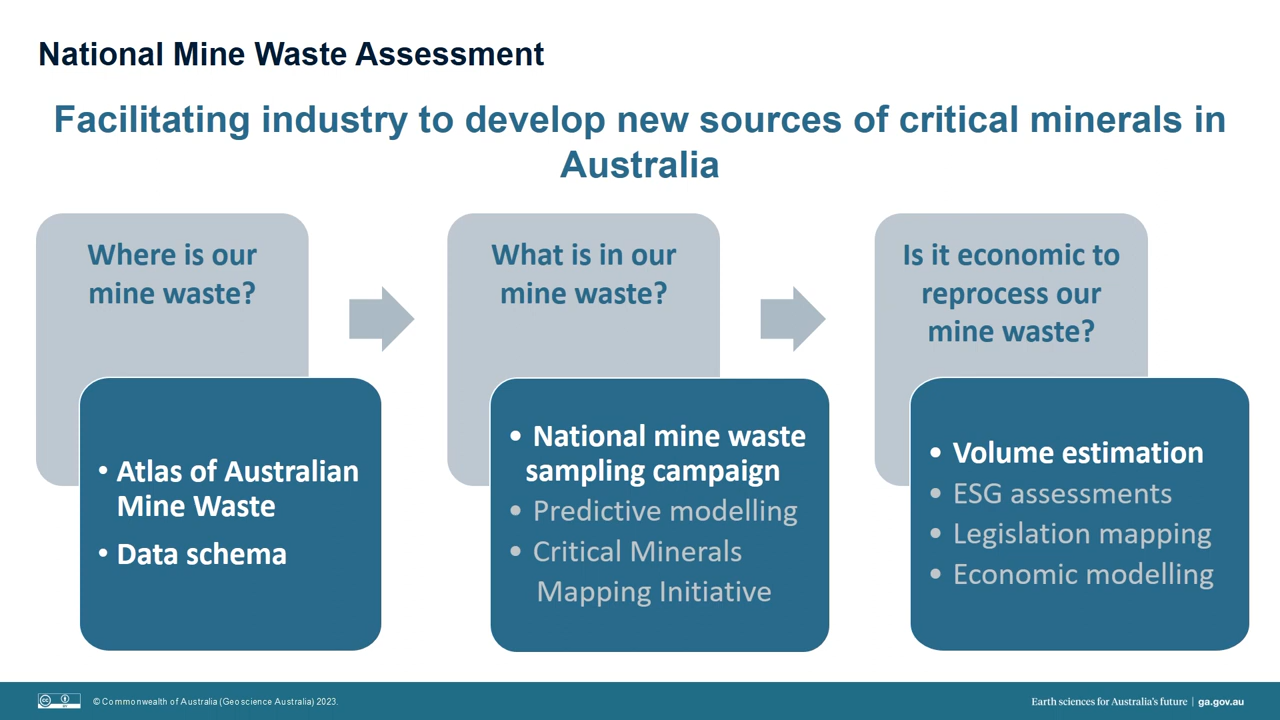 National Mine Waste Assessment
Facilitating industry to develop new sources of critical minerals in
Australia
Where is our
mine waste?
• Atlas of Australian
Mine Waste
• Data schema
What is in our
mine waste?
• National mine waste
sampling campaign
• Predictive modelling
• Critical Minerals
Mapping Initiative
Is it economic to
reprocess our
mine waste?
• Volume estimation
• ESG assessments
• Legislation mapping
• Economic modelling
© Commonwealth of Australia (Geoscience Australia) 2023.
Earth sciences for Australia's future | ga.gov.au